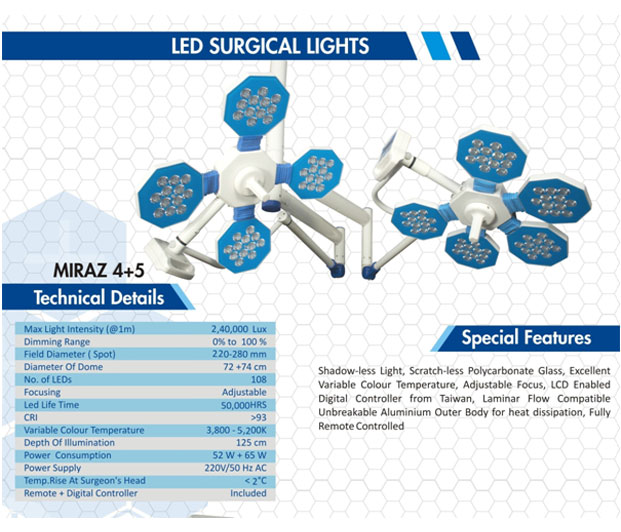 LED SURGICAL LIGHTS
MIRAZ 4+5
Technical Details
Max Light Intensity (@1m) 2,40,000 Lux
Dimming Range 0% to 100 %
Field Diameter ( Spot) 220-280 mm
Diameter Of Dome 72 +74 cm
No. of LEDs 108
Focusing Adjustable
Led Life Time 50,000HRS
CRI >93
Variable Colour Temperature 3,800 - 5,200K
Depth Of Illumination 125 cm
Power Consumption 52 W + 65 W
Power Supply 220V/50 Hz AC
Temp.Rise At Surgeon's Head < 2°C
Remote + Digital Controller Included
Special Features
Shadow-less Light, Scratch-less Polycarbonate Glass, Excellent
Variable Colour Temperature, Adjustable Focus, LCD Enabled
Digital Controller from Taiwan, Laminar Flow Compatible
Unbreakable Aluminium Outer Body for heat dissipation, Fully
Remote Controlled